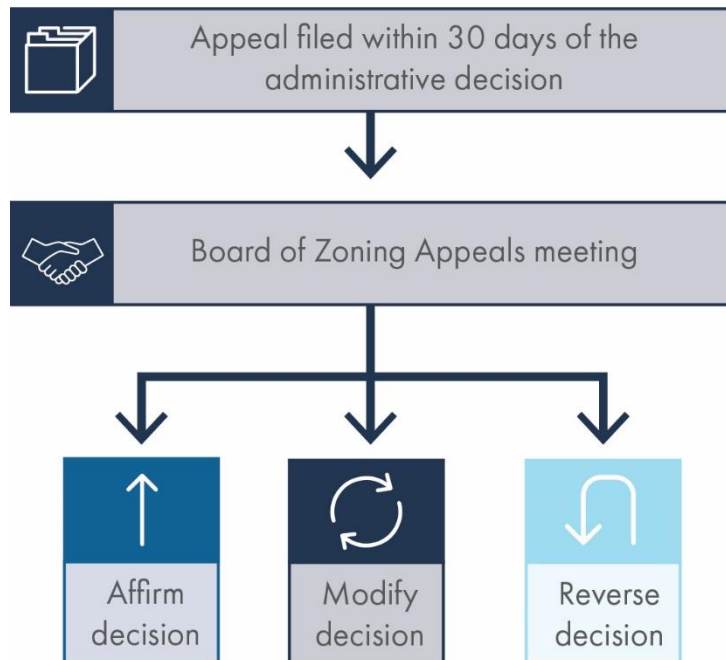 Appeal filed within 30 days of the
administrative decision
Board of Zoning Appeals meeting
Affirm
decision
Modify
decision
Reverse
decision